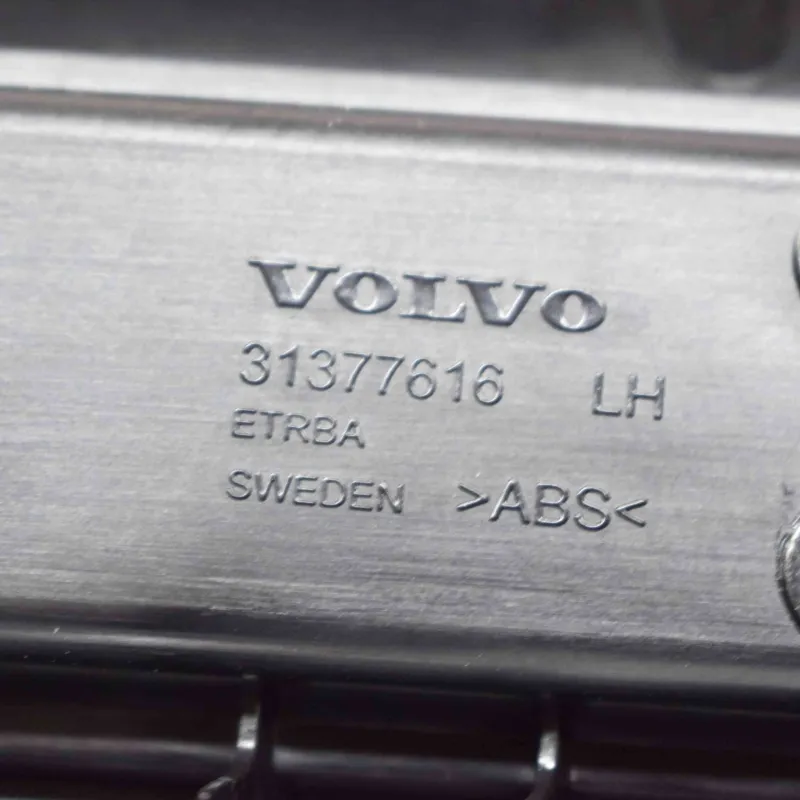 VOLVO
31377616 LH
ETRBA
SWEDEN >ABS<